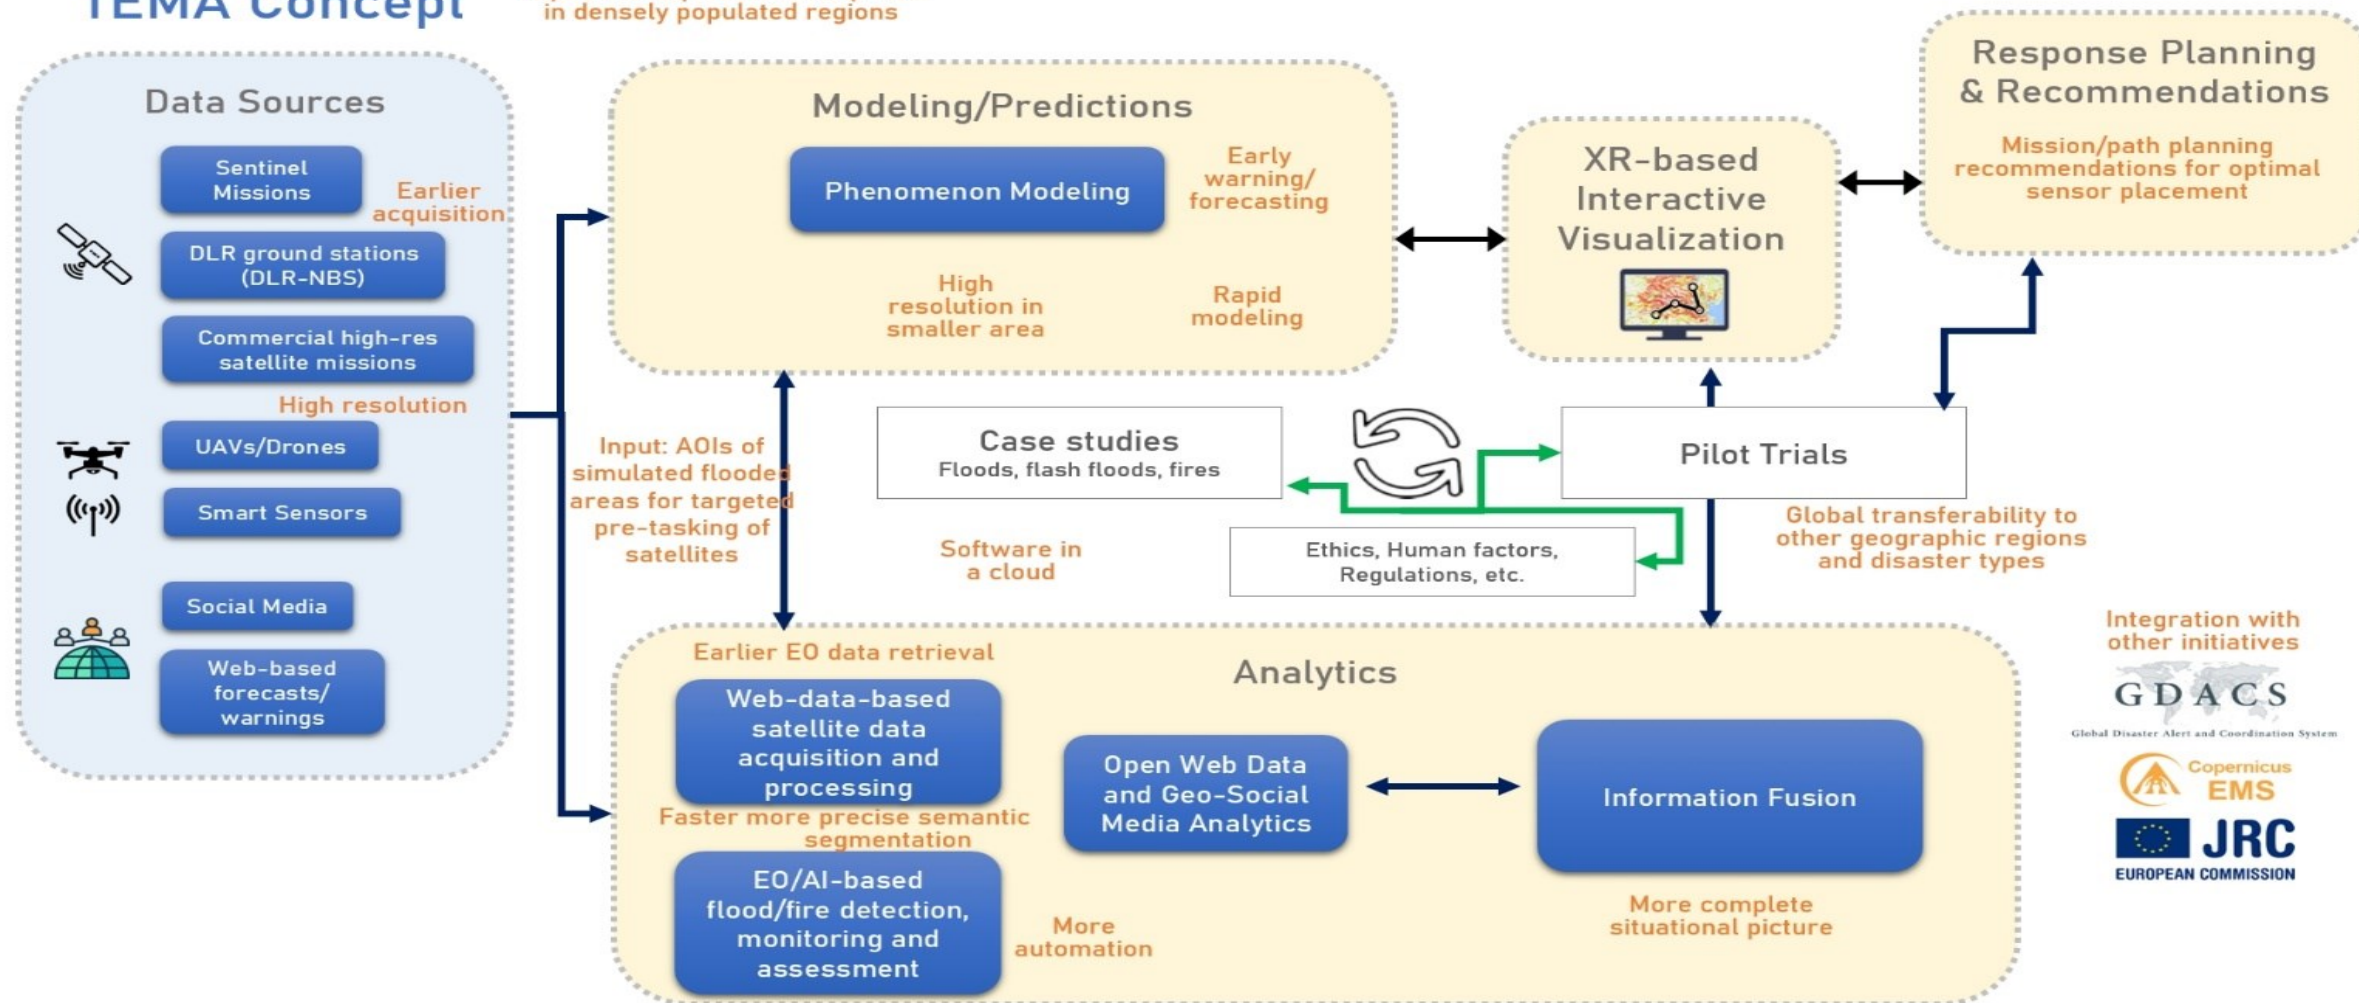 TEMA Concept
in densely populated regions
Data Sources
Sentinel
Missions
Earlier
acquisition
DLR ground stations
(DLR-NBS)
Commercial high-res
satellite missions
High resolution
UAVs/Drones
Smart Sensors
Social Media
Web-based
forecasts/
warnings
Modeling/Predictions
Phenomenon Modeling
Early
warning/
forecasting
High
resolution in
smaller area
Rapid
modeling
XR-based
Interactive
Visualization
Response Planning
& Recommendations
Mission/path planning
recommendations for optimal
sensor placement
Input: AOIs of
simulated flooded
areas for targeted
pre-tasking of
satellites
Case studies
Floods, flash floods, fires
Pilot Trials
Software in
a cloud
Ethics, Human factors,
Regulations, etc.
Global transferability to
other geographic regions
and disaster types
Earlier EO data retrieval
Analytics
Web-data-based
satellite data
acquisition and
processing
Faster more precise semantic
segmentation
EO/AI-based
flood/fire detection,
monitoring and
assessment
More
automation
Open Web Data
and Geo-Social
Media Analytics
Information Fusion
More complete
situational picture
Integration with
other initiatives
GDACS
Global Disaster Alert and Coordination System
Copernicus
EMS
JRC
EUROPEAN COMMISSION